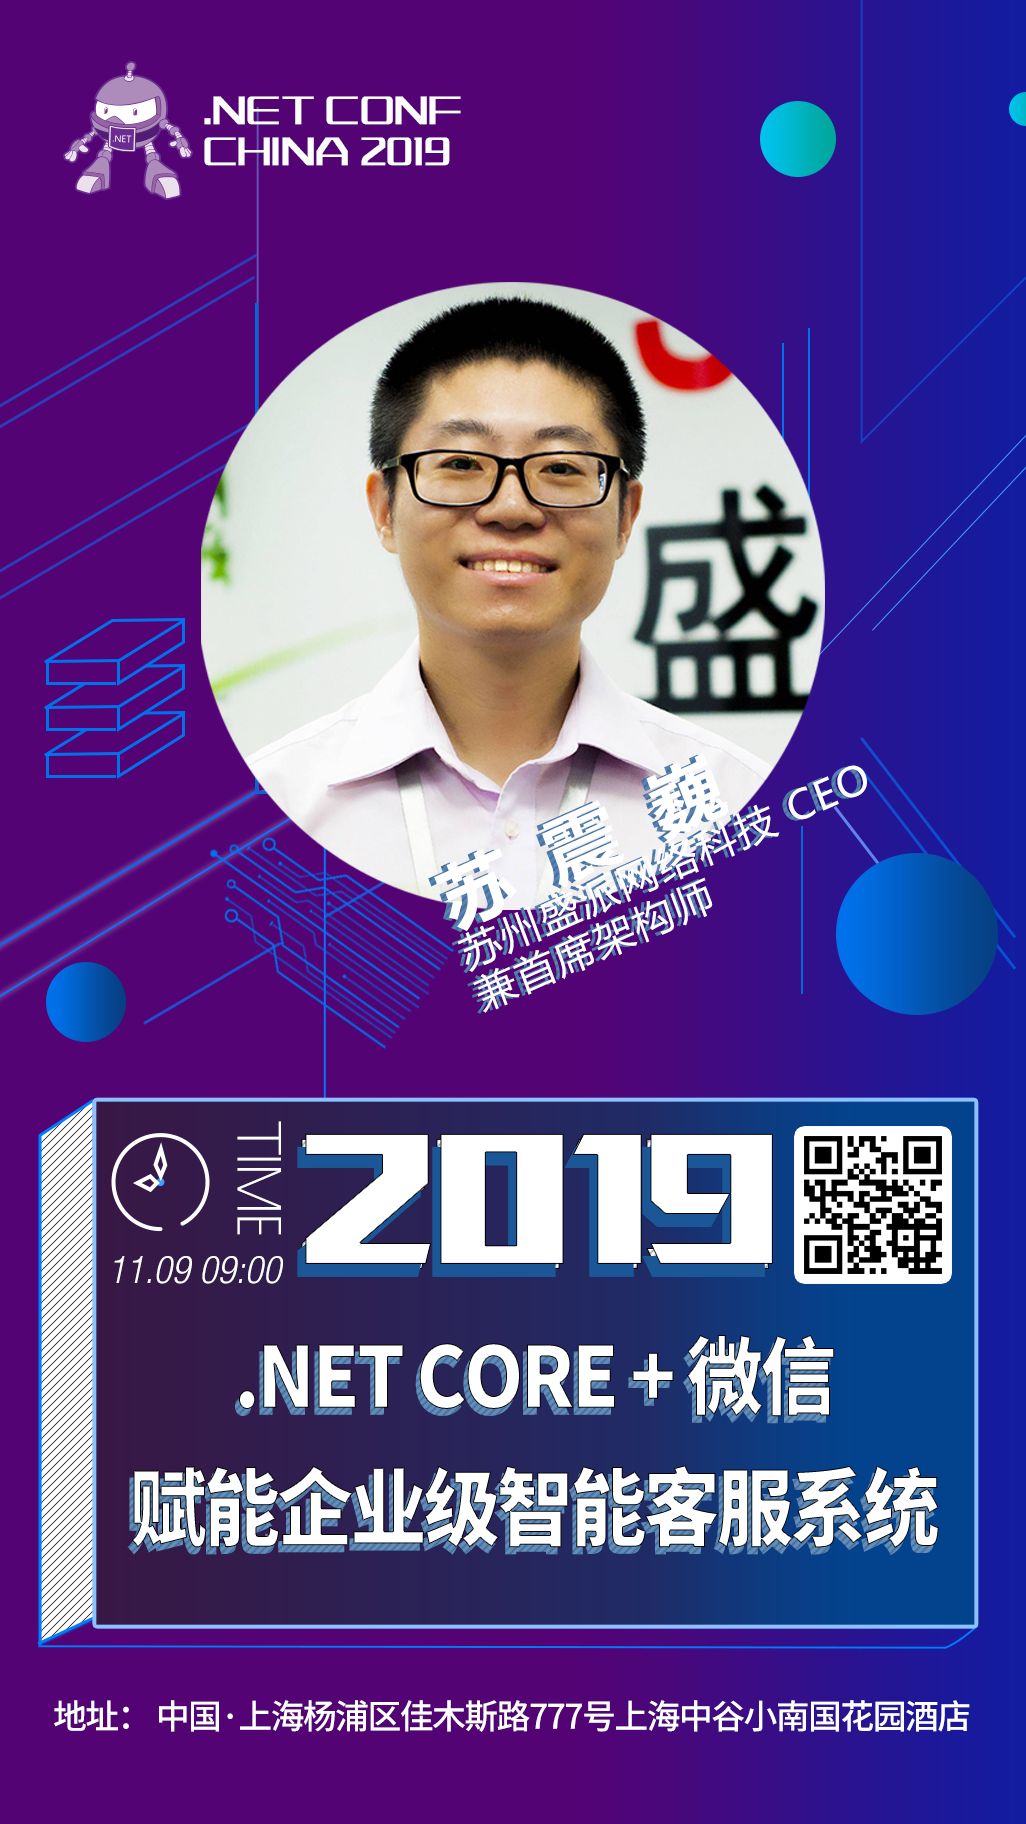 .NET CONF
CHINA 2019
.NET
盛
苏震巍
苏州盛派网络科技 CEO
兼首席架构师
TIME
2019
11.09 09:00
.NET CORE + 微信
赋能企业级智能客服系统
地址： 中国·上海杨浦区佳木斯路777号上海中谷小南国花园酒店